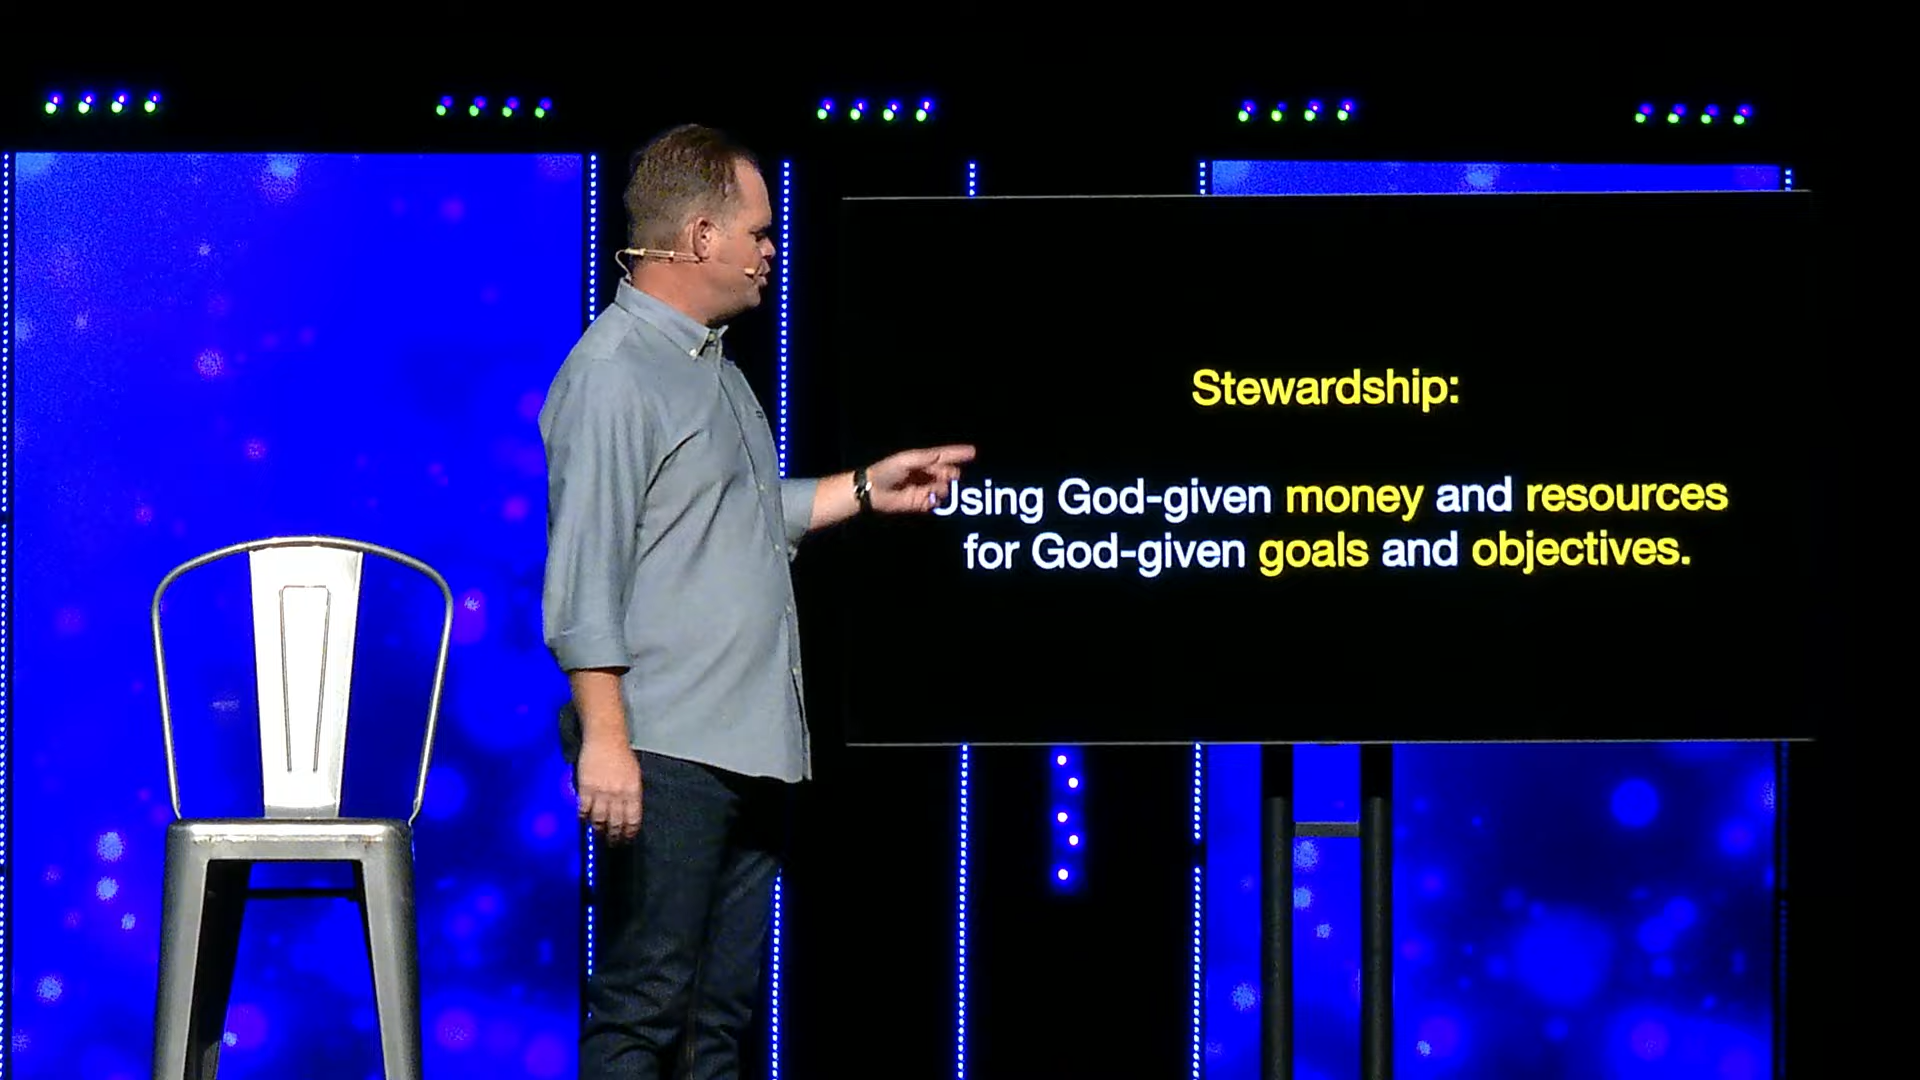 Stewardship:
Using God-given money and resources
for God-given goals and objectives.